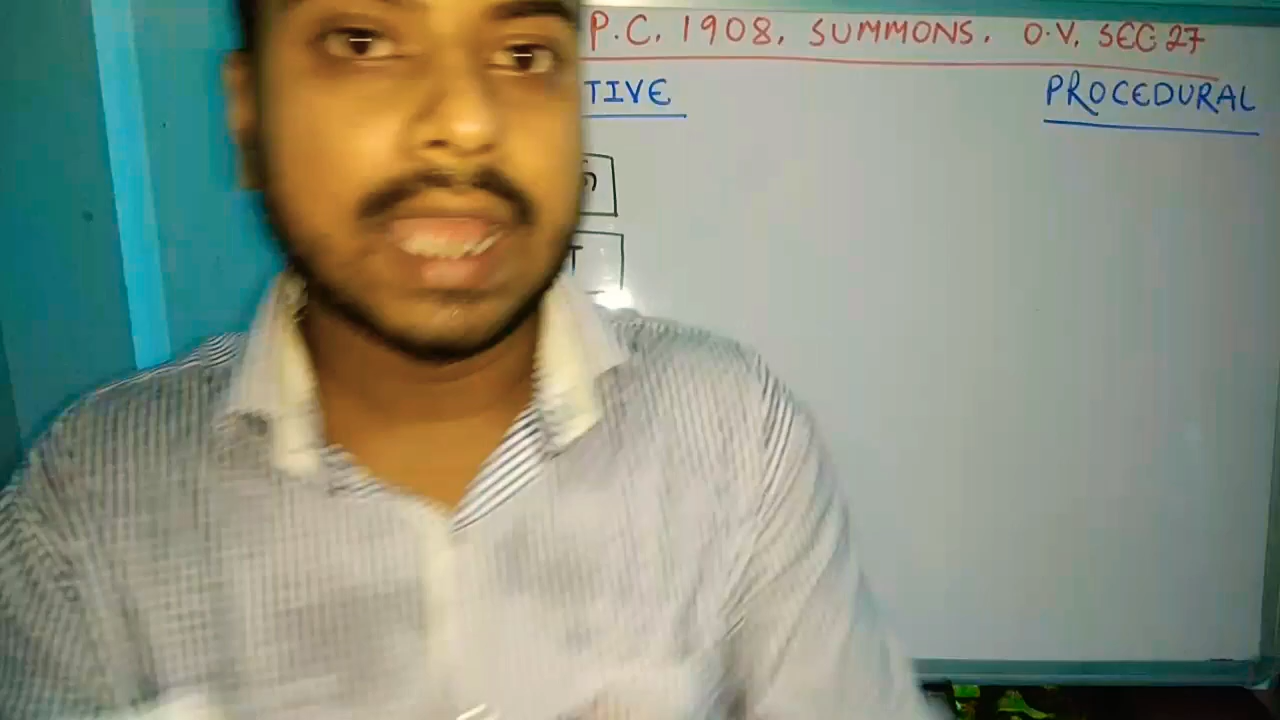 P.C. 1908. SUMMONS. O.V. SEC 27
TIVE PROCEDURAL
T